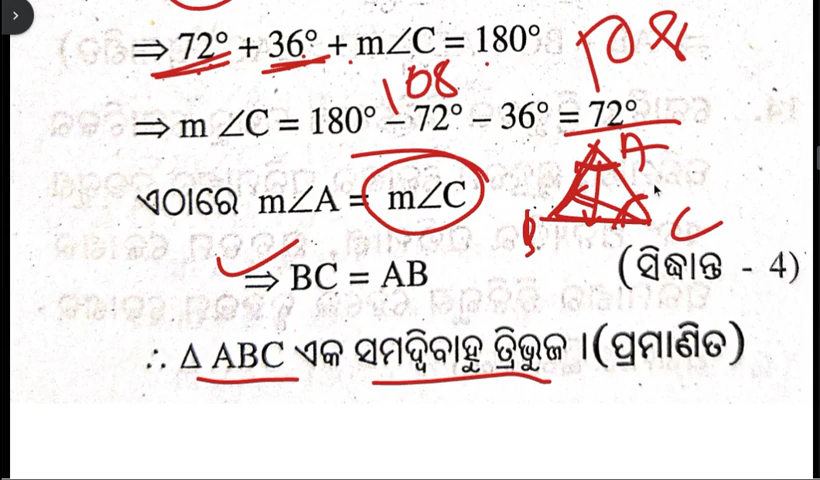 ⇒ 72° + 36° + m∠C = 180°
108
⇒ m ∠C = 180° – 72° – 36° = 72°
A
ଏଠାରେ m∠A = m∠C
B C
⇒ BC = AB (ସିଦ୍ଧାନ୍ତ - 4)
∴ Δ ABC ଏକ ସମଦ୍ବିବାହୁ ତ୍ରିଭୁଜ । (ପ୍ରମାଣିତ)